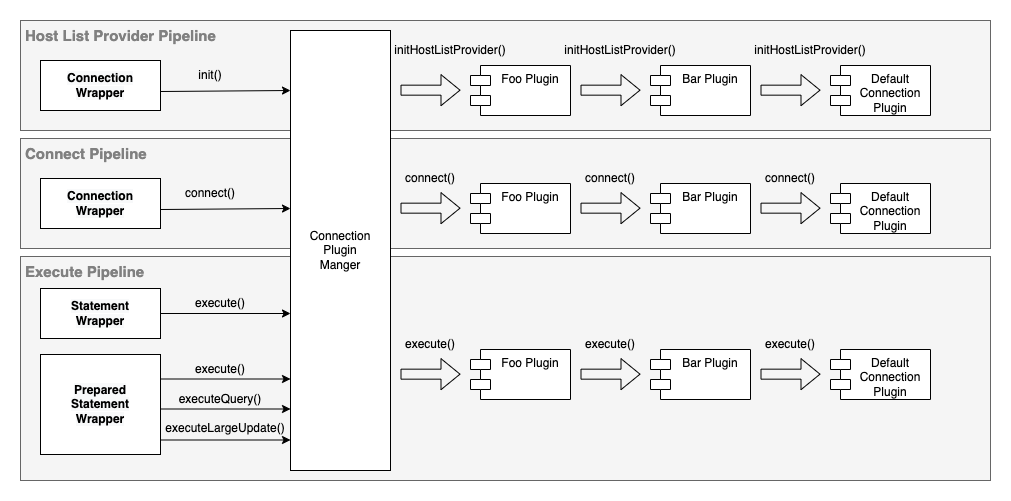 Host List Provider Pipeline
Connection
Wrapper
init()
initHostListProvider()
Foo Plugin
initHostListProvider()
Bar Plugin
initHostListProvider()
Default
Connection
Plugin
Connect Pipeline
Connection
Wrapper
connect()
connect()
Foo Plugin
connect()
Bar Plugin
connect()
Default
Connection
Plugin
Connection
Plugin
Manger
Execute Pipeline
Statement
Wrapper
execute()
Prepared
Statement
Wrapper
execute()
executeQuery()
executeLargeUpdate()
execute()
Foo Plugin
execute()
Bar Plugin
execute()
Default
Connection
Plugin